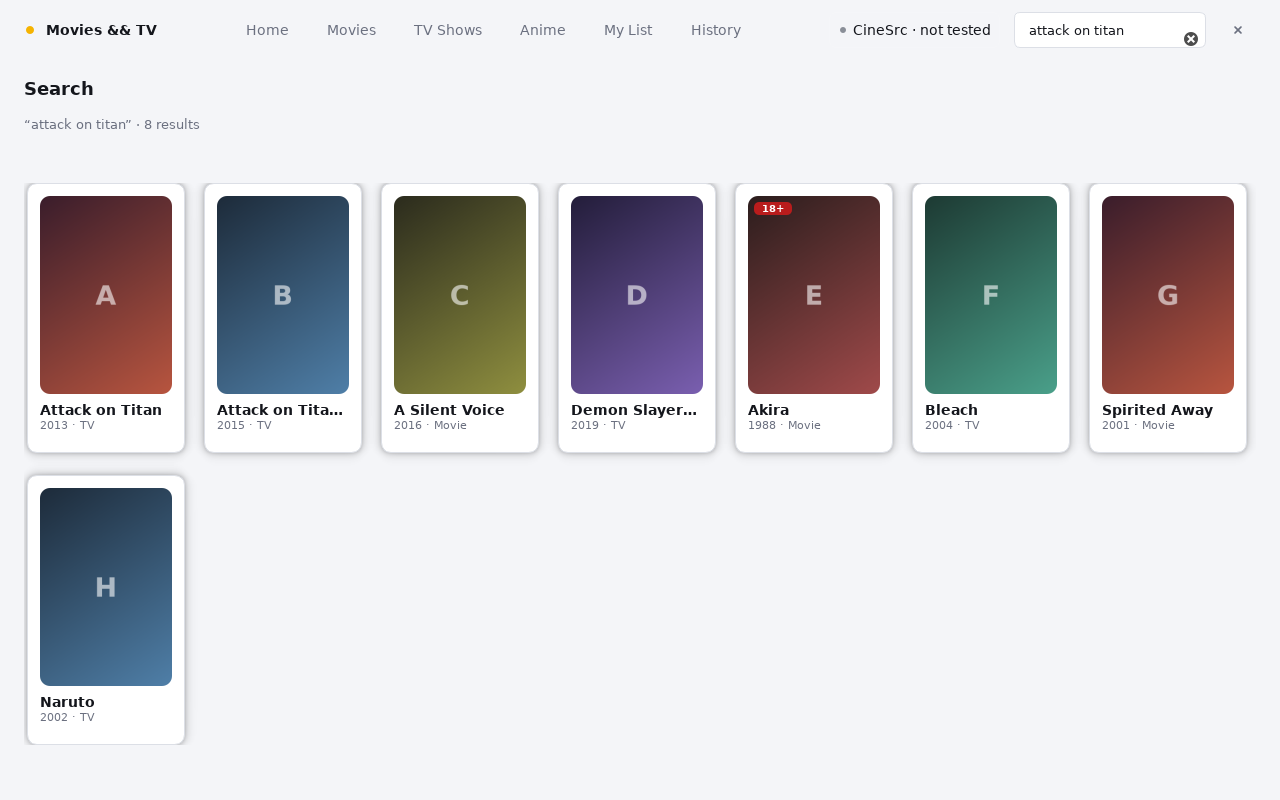 Movies && TV
Home
Movies
TV Shows
Anime
My List
History
CineSrc · not tested
attack on titan
×
Search
“attack on titan” · 8 results
A
B
C
D
18+
E
F
G
Attack on Titan
2013 · TV
Attack on Tita...
2015 · TV
A Silent Voice
2016 · Movie
Demon Slayer...
2019 · TV
Akira
1988 · Movie
Bleach
2004 · TV
Spirited Away
2001 · Movie
H
Naruto
2002 · TV